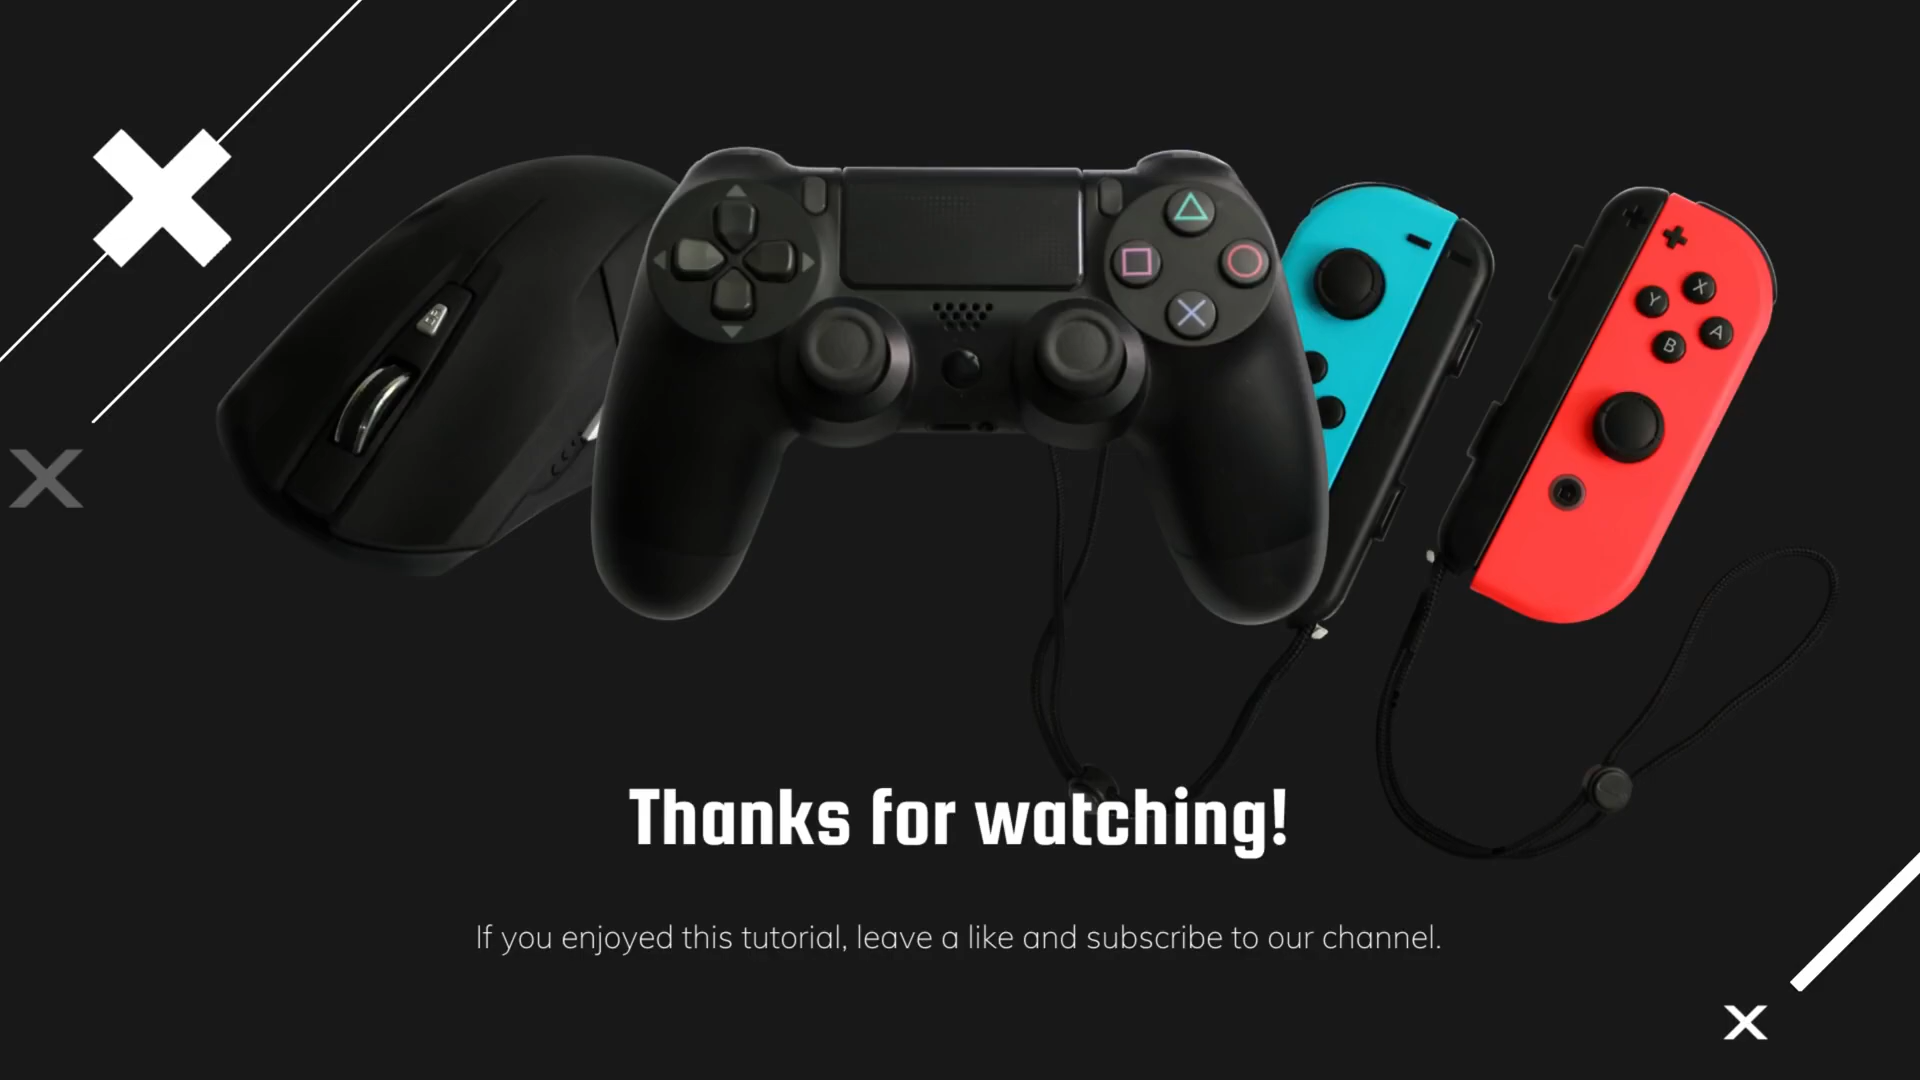 X
Y
A
B
Thanks for watching!
If you enjoyed this tutorial, leave a like and subscribe to our channel.